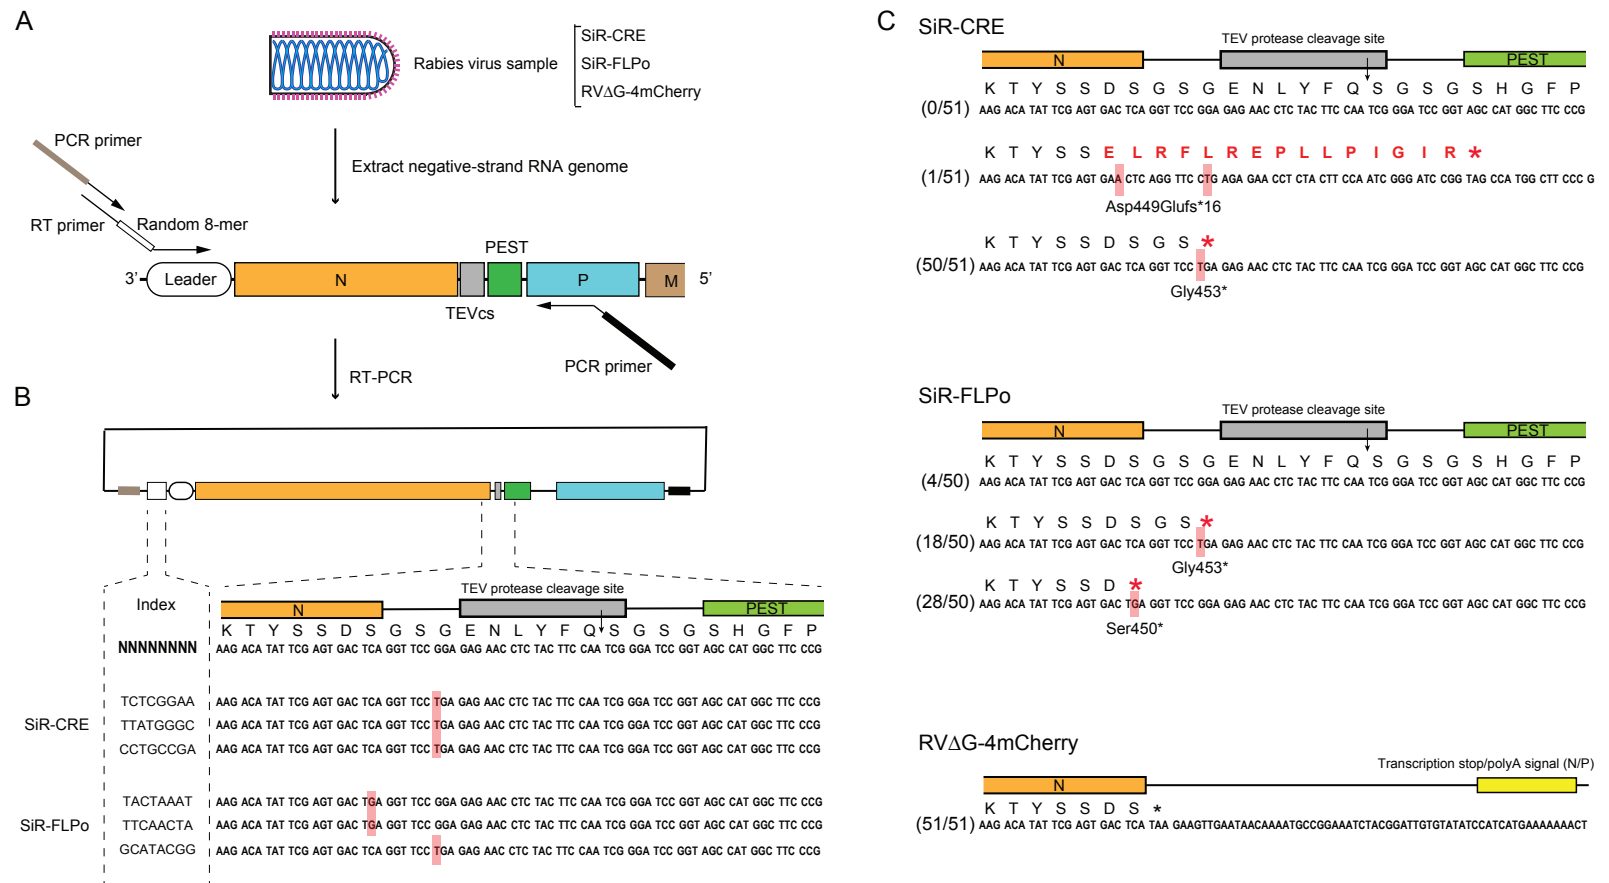 A
SiR-CRE
SiR-FLPo
RVΔG-4mCherry
Rabies virus sample
PCR primer
Extract negative-strand RNA genome
RT primer
Random 8-mer
PEST
3’
Leader
N
P
M
5’
TEVcs
PCR primer
RT-PCR
B
Index
TEV protease cleavage site
N
PEST
K T Y S S D S G S G E N L Y F Q S G S G S H G F P
NNNNNNNN AAG ACA TAT TCG AGT GAC TCA GGT TCC GGA GAG AAC CTC TAC TTC CAA TCG GGA TCC GGT AGC CAT GGC TTC CCG
SiR-CRE
TCTCGGAA AAG ACA TAT TCG AGT GAC TCA GGT TCC TGA GAG AAC CTC TAC TTC CAA TCG GGA TCC GGT AGC CAT GGC TTC CCG
TTATGGGC AAG ACA TAT TCG AGT GAC TCA GGT TCC TGA GAG AAC CTC TAC TTC CAA TCG GGA TCC GGT AGC CAT GGC TTC CCG
CCTGCCGA AAG ACA TAT TCG AGT GAC TCA GGT TCC TGA GAG AAC CTC TAC TTC CAA TCG GGA TCC GGT AGC CAT GGC TTC CCG
SiR-FLPo
TACTAAAT AAG ACA TAT TCG AGT GAC TGA GGT TCC GGA GAG AAC CTC TAC TTC CAA TCG GGA TCC GGT AGC CAT GGC TTC CCG
TTCAACTA AAG ACA TAT TCG AGT GAC TGA GGT TCC GGA GAG AAC CTC TAC TTC CAA TCG GGA TCC GGT AGC CAT GGC TTC CCG
GCATACGG AAG ACA TAT TCG AGT GAC TCA GGT TCC TGA GAG AAC CTC TAC TTC CAA TCG GGA TCC GGT AGC CAT GGC TTC CCG
C
SiR-CRE
TEV protease cleavage site
N
PEST
K T Y S S D S G S G E N L Y F Q S G S G S H G F P
(0/51) AAG ACA TAT TCG AGT GAC TCA GGT TCC GGA GAG AAC CTC TAC TTC CAA TCG GGA TCC GGT AGC CAT GGC TTC CCG
K T Y S S E L R F L R E P L L P I G I R *
(1/51) AAG ACA TAT TCG AGT GAA CTC AGG TTC CTG AGA GAA CCT CTA CTT CCA ATC GGG ATC CGG TAG CCA TGG CTT CCC G
Asp449Glufs*16
K T Y S S D S G S *
(50/51) AAG ACA TAT TCG AGT GAC TCA GGT TCC TGA GAG AAC CTC TAC TTC CAA TCG GGA TCC GGT AGC CAT GGC TTC CCG
Gly453*
SiR-FLPo
TEV protease cleavage site
N
PEST
K T Y S S D S G S G E N L Y F Q S G S G S H G F P
(4/50) AAG ACA TAT TCG AGT GAC TCA GGT TCC GGA GAG AAC CTC TAC TTC CAA TCG GGA TCC GGT AGC CAT GGC TTC CCG
K T Y S S D S G S *
(18/50) AAG ACA TAT TCG AGT GAC TCA GGT TCC TGA GAG AAC CTC TAC TTC CAA TCG GGA TCC GGT AGC CAT GGC TTC CCG
Gly453*
K T Y S S D *
(28/50) AAG ACA TAT TCG AGT GAC TGA GGT TCC GGA GAG AAC CTC TAC TTC CAA TCG GGA TCC GGT AGC CAT GGC TTC CCG
Ser450*
RVΔG-4mCherry
Transcription stop/polyA signal (N/P)
N
K T Y S S D S *
(51/51) AAG ACA TAT TCG AGT GAC TCA TAA GAAGTTGAATAACAAAATGCCGGAAATCTACGGATTGTGTATATCCATCATGAAAAAAACT